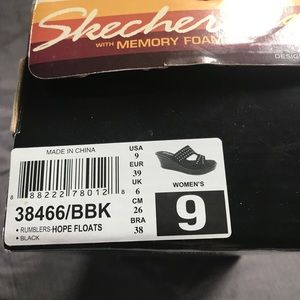 Skechers
WITH MEMORY FOAM
DESIG
MADE IN CHINA
USA
9
EUR
39
UK
6
CM
26
BRA
38
8 88222 78012 8
38466/BBK
• RUMBLERS-HOPE FLOATS
• BLACK
WOMEN'S
9